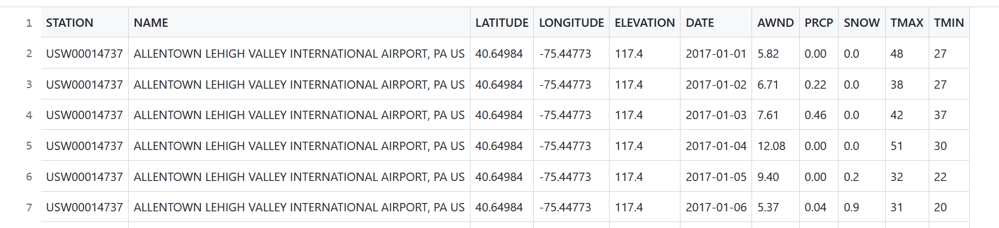 1 STATION NAME LATITUDE LONGITUDE ELEVATION DATE AWND PRCP SNOW TMAX TMIN
2 USW00014737 ALLENTOWN LEHIGH VALLEY INTERNATIONAL AIRPORT, PA US 40.64984 -75.44773 117.4 2017-01-01 5.82 0.00 0.0 48 27
3 USW00014737 ALLENTOWN LEHIGH VALLEY INTERNATIONAL AIRPORT, PA US 40.64984 -75.44773 117.4 2017-01-02 6.71 0.22 0.0 38 27
4 USW00014737 ALLENTOWN LEHIGH VALLEY INTERNATIONAL AIRPORT, PA US 40.64984 -75.44773 117.4 2017-01-03 7.61 0.46 0.0 42 37
5 USW00014737 ALLENTOWN LEHIGH VALLEY INTERNATIONAL AIRPORT, PA US 40.64984 -75.44773 117.4 2017-01-04 12.08 0.00 0.0 51 30
6 USW00014737 ALLENTOWN LEHIGH VALLEY INTERNATIONAL AIRPORT, PA US 40.64984 -75.44773 117.4 2017-01-05 9.40 0.00 0.2 32 22
7 USW00014737 ALLENTOWN LEHIGH VALLEY INTERNATIONAL AIRPORT, PA US 40.64984 -75.44773 117.4 2017-01-06 5.37 0.04 0.9 31 20